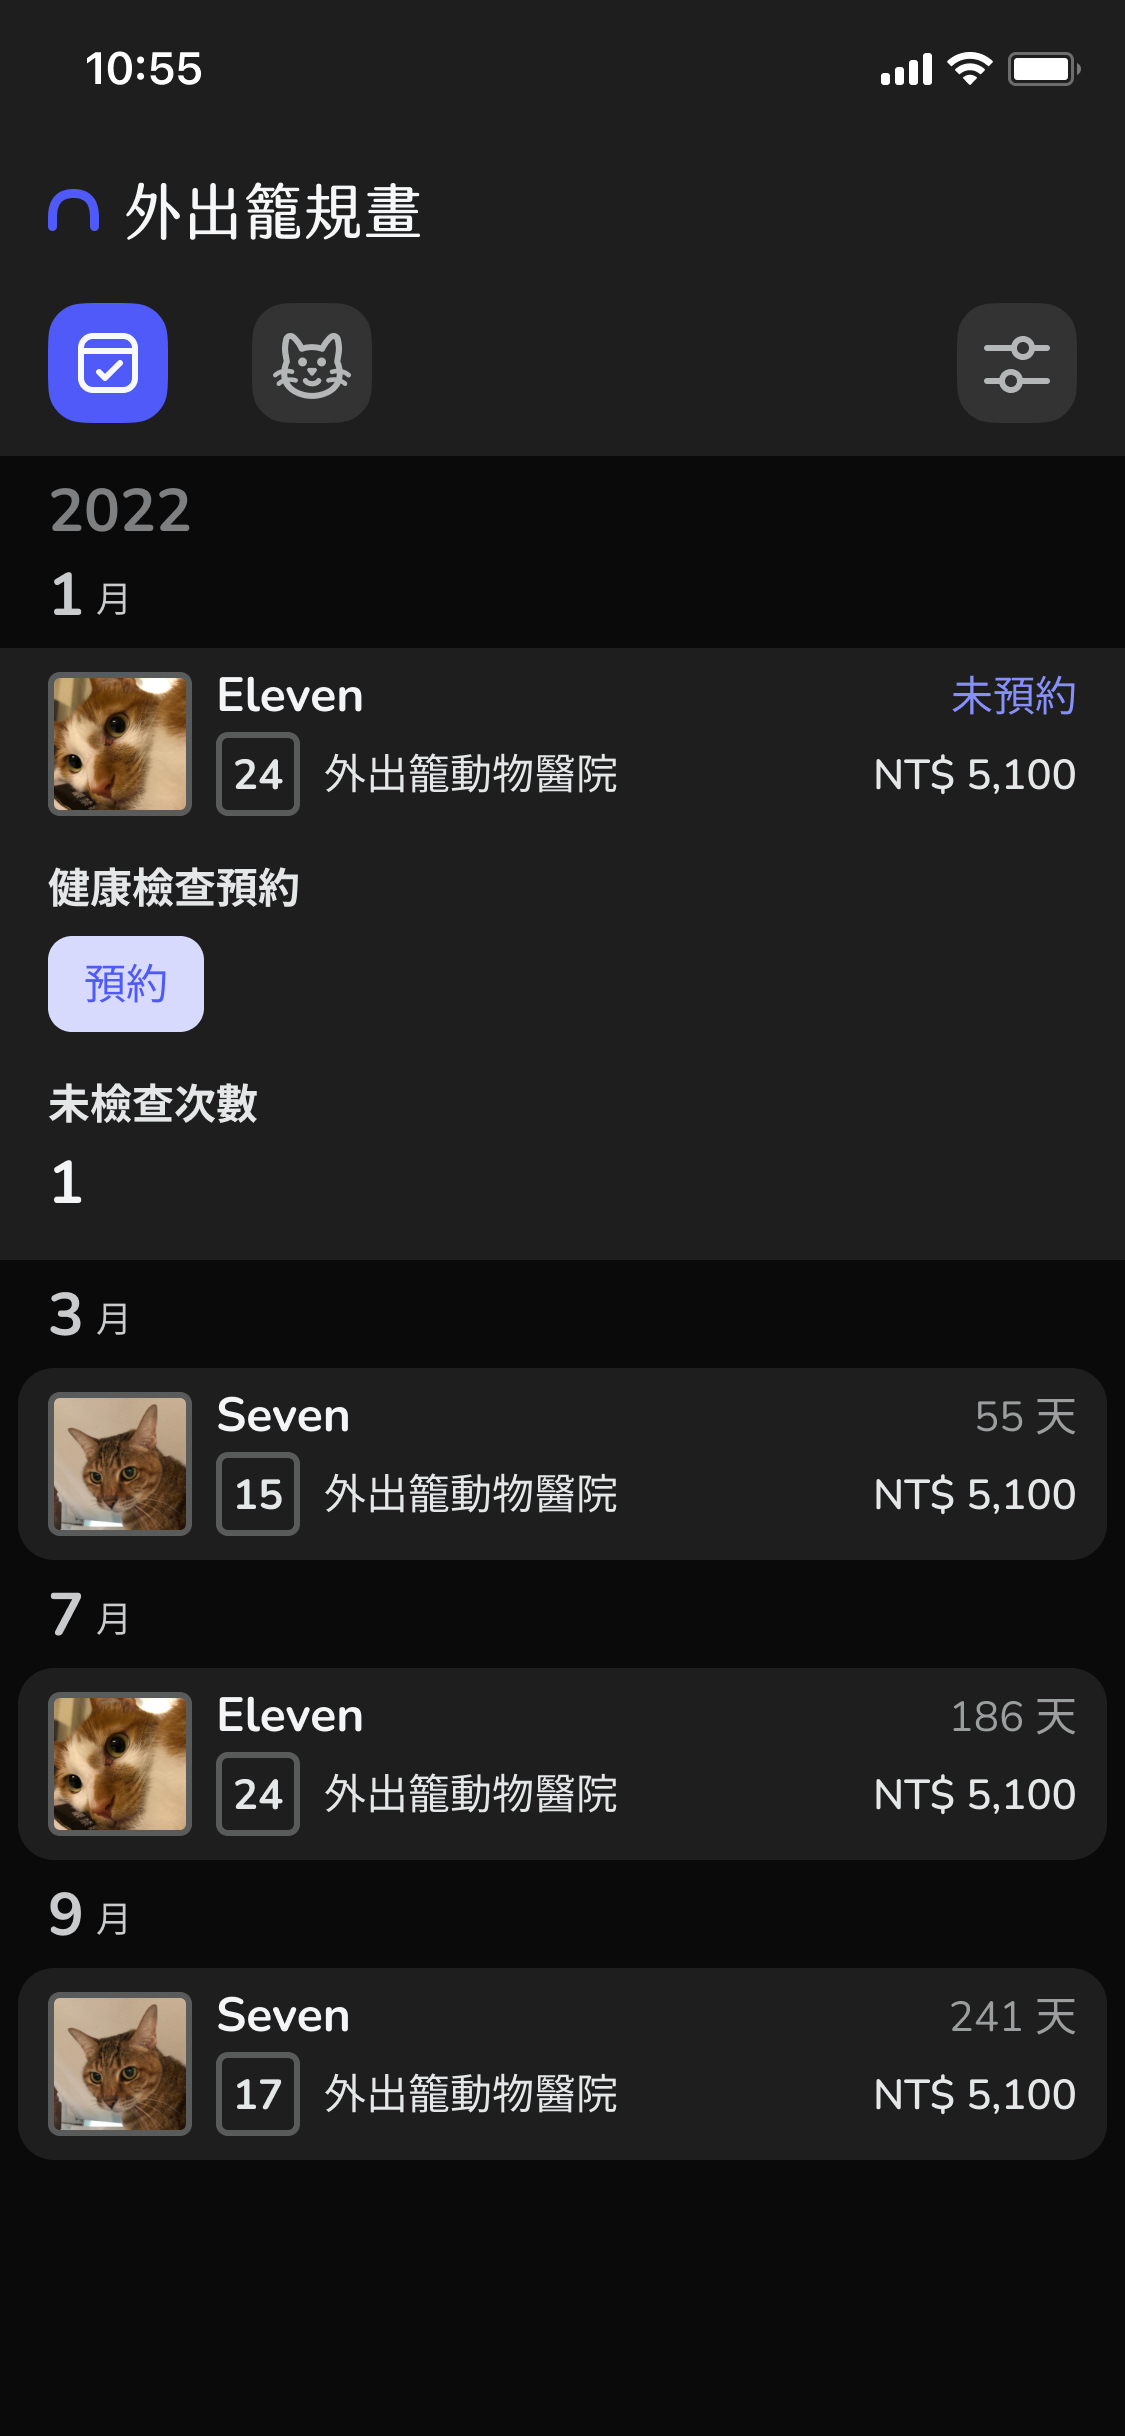 10:55
外出籠規畫
2022
1 月
Eleven
未預約
24
外出籠動物醫院
NT$ 5,100
健康檢查預約
預約
未檢查次數
1
3 月
Seven
55 天
15
外出籠動物醫院
NT$ 5,100
7 月
Eleven
186 天
24
外出籠動物醫院
NT$ 5,100
9 月
Seven
241 天
17
外出籠動物醫院
NT$ 5,100